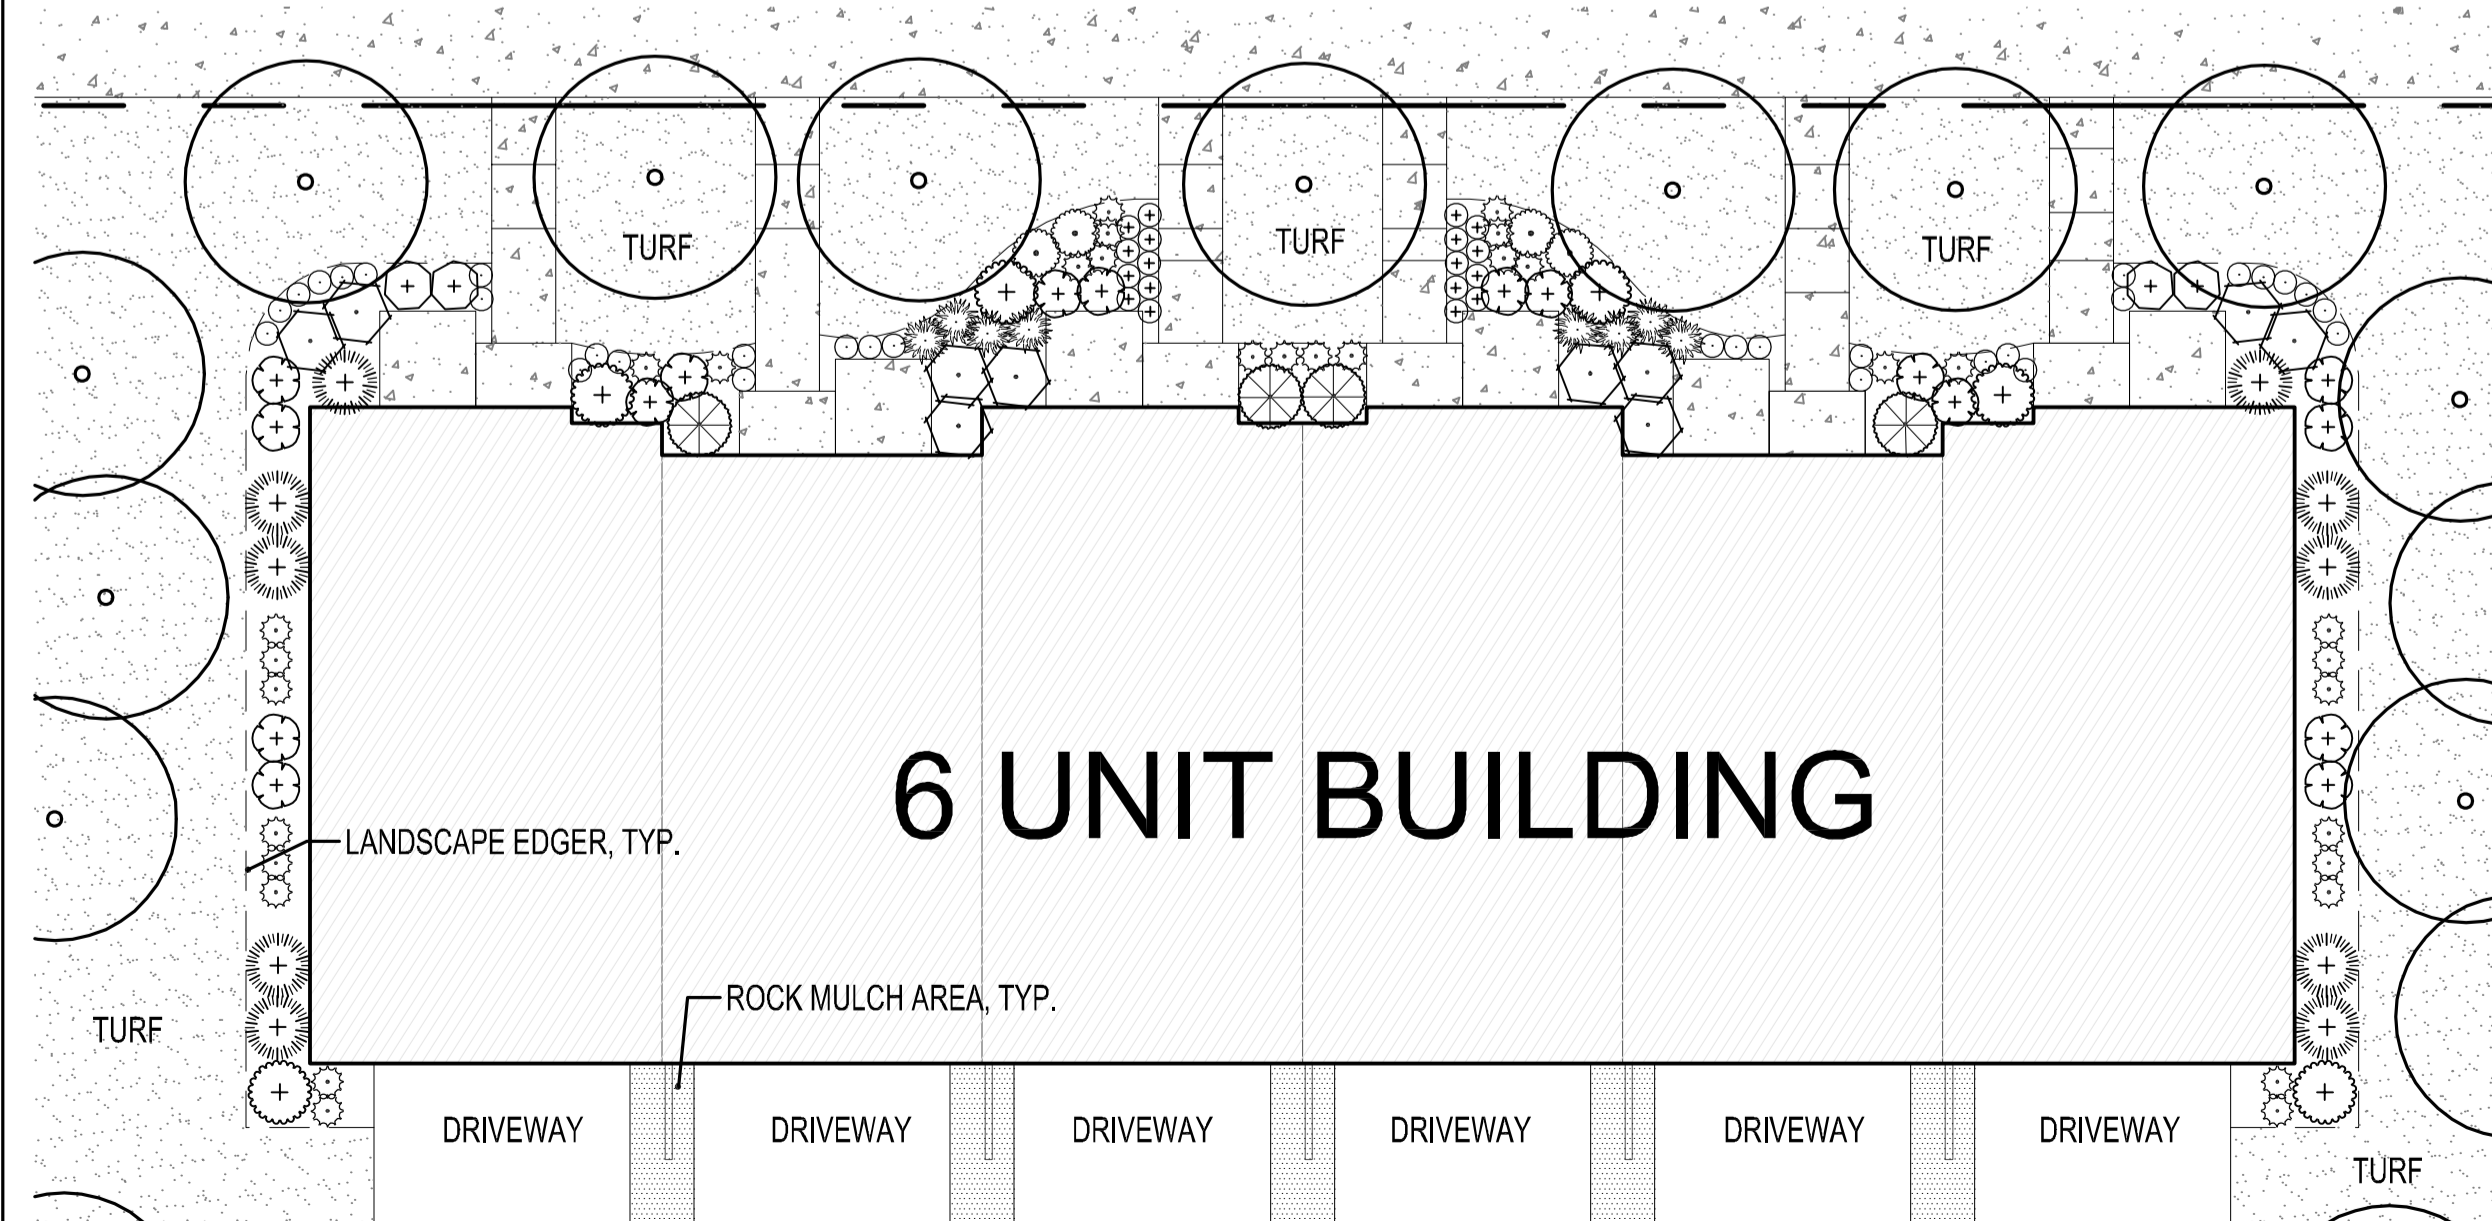 TURF
TURF
TURF
6 UNIT BUILDING
LANDSCAPE EDGER, TYP.
ROCK MULCH AREA, TYP.
TURF
DRIVEWAY
DRIVEWAY
DRIVEWAY
DRIVEWAY
DRIVEWAY
DRIVEWAY
TURF